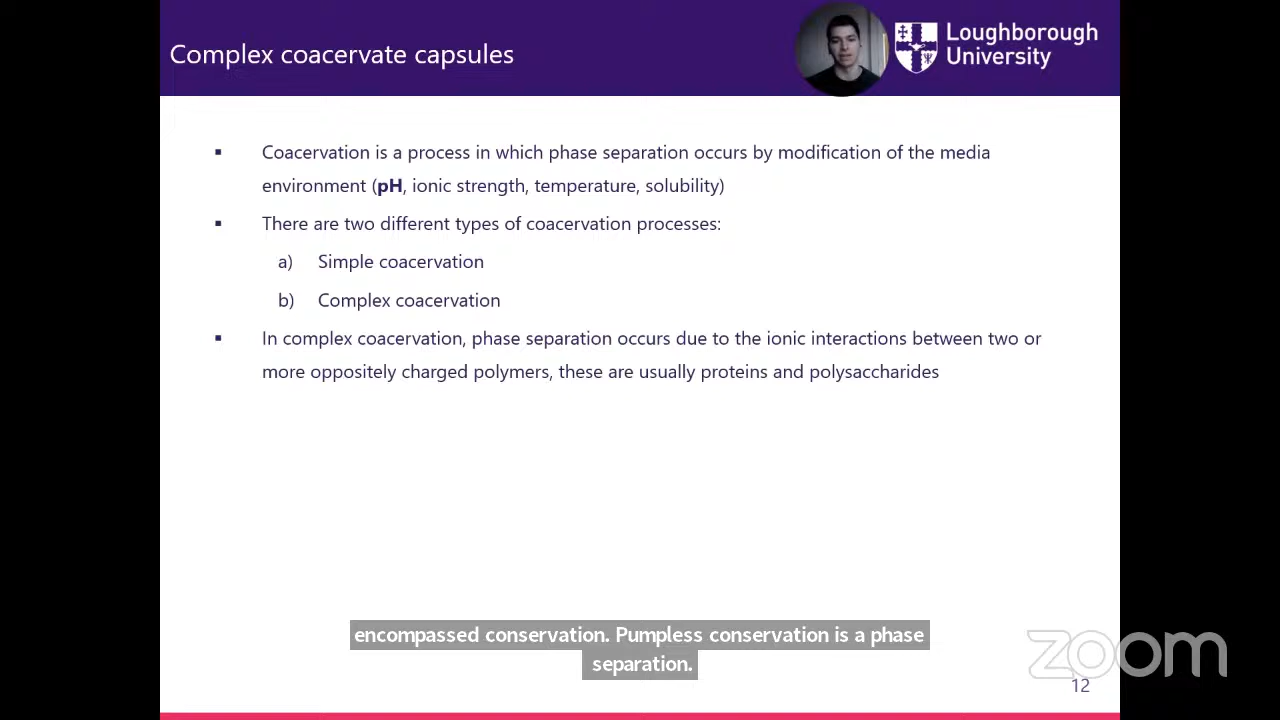 Complex coacervate capsules
Loughborough
University
▪ Coacervation is a process in which phase separation occurs by modification of the media
environment (pH, ionic strength, temperature, solubility)
▪ There are two different types of coacervation processes:
a) Simple coacervation
b) Complex coacervation
▪ In complex coacervation, phase separation occurs due to the ionic interactions between two or
more oppositely charged polymers, these are usually proteins and polysaccharides
encompassed conservation. Pumpless conservation is a phase
separation.
zoom
12